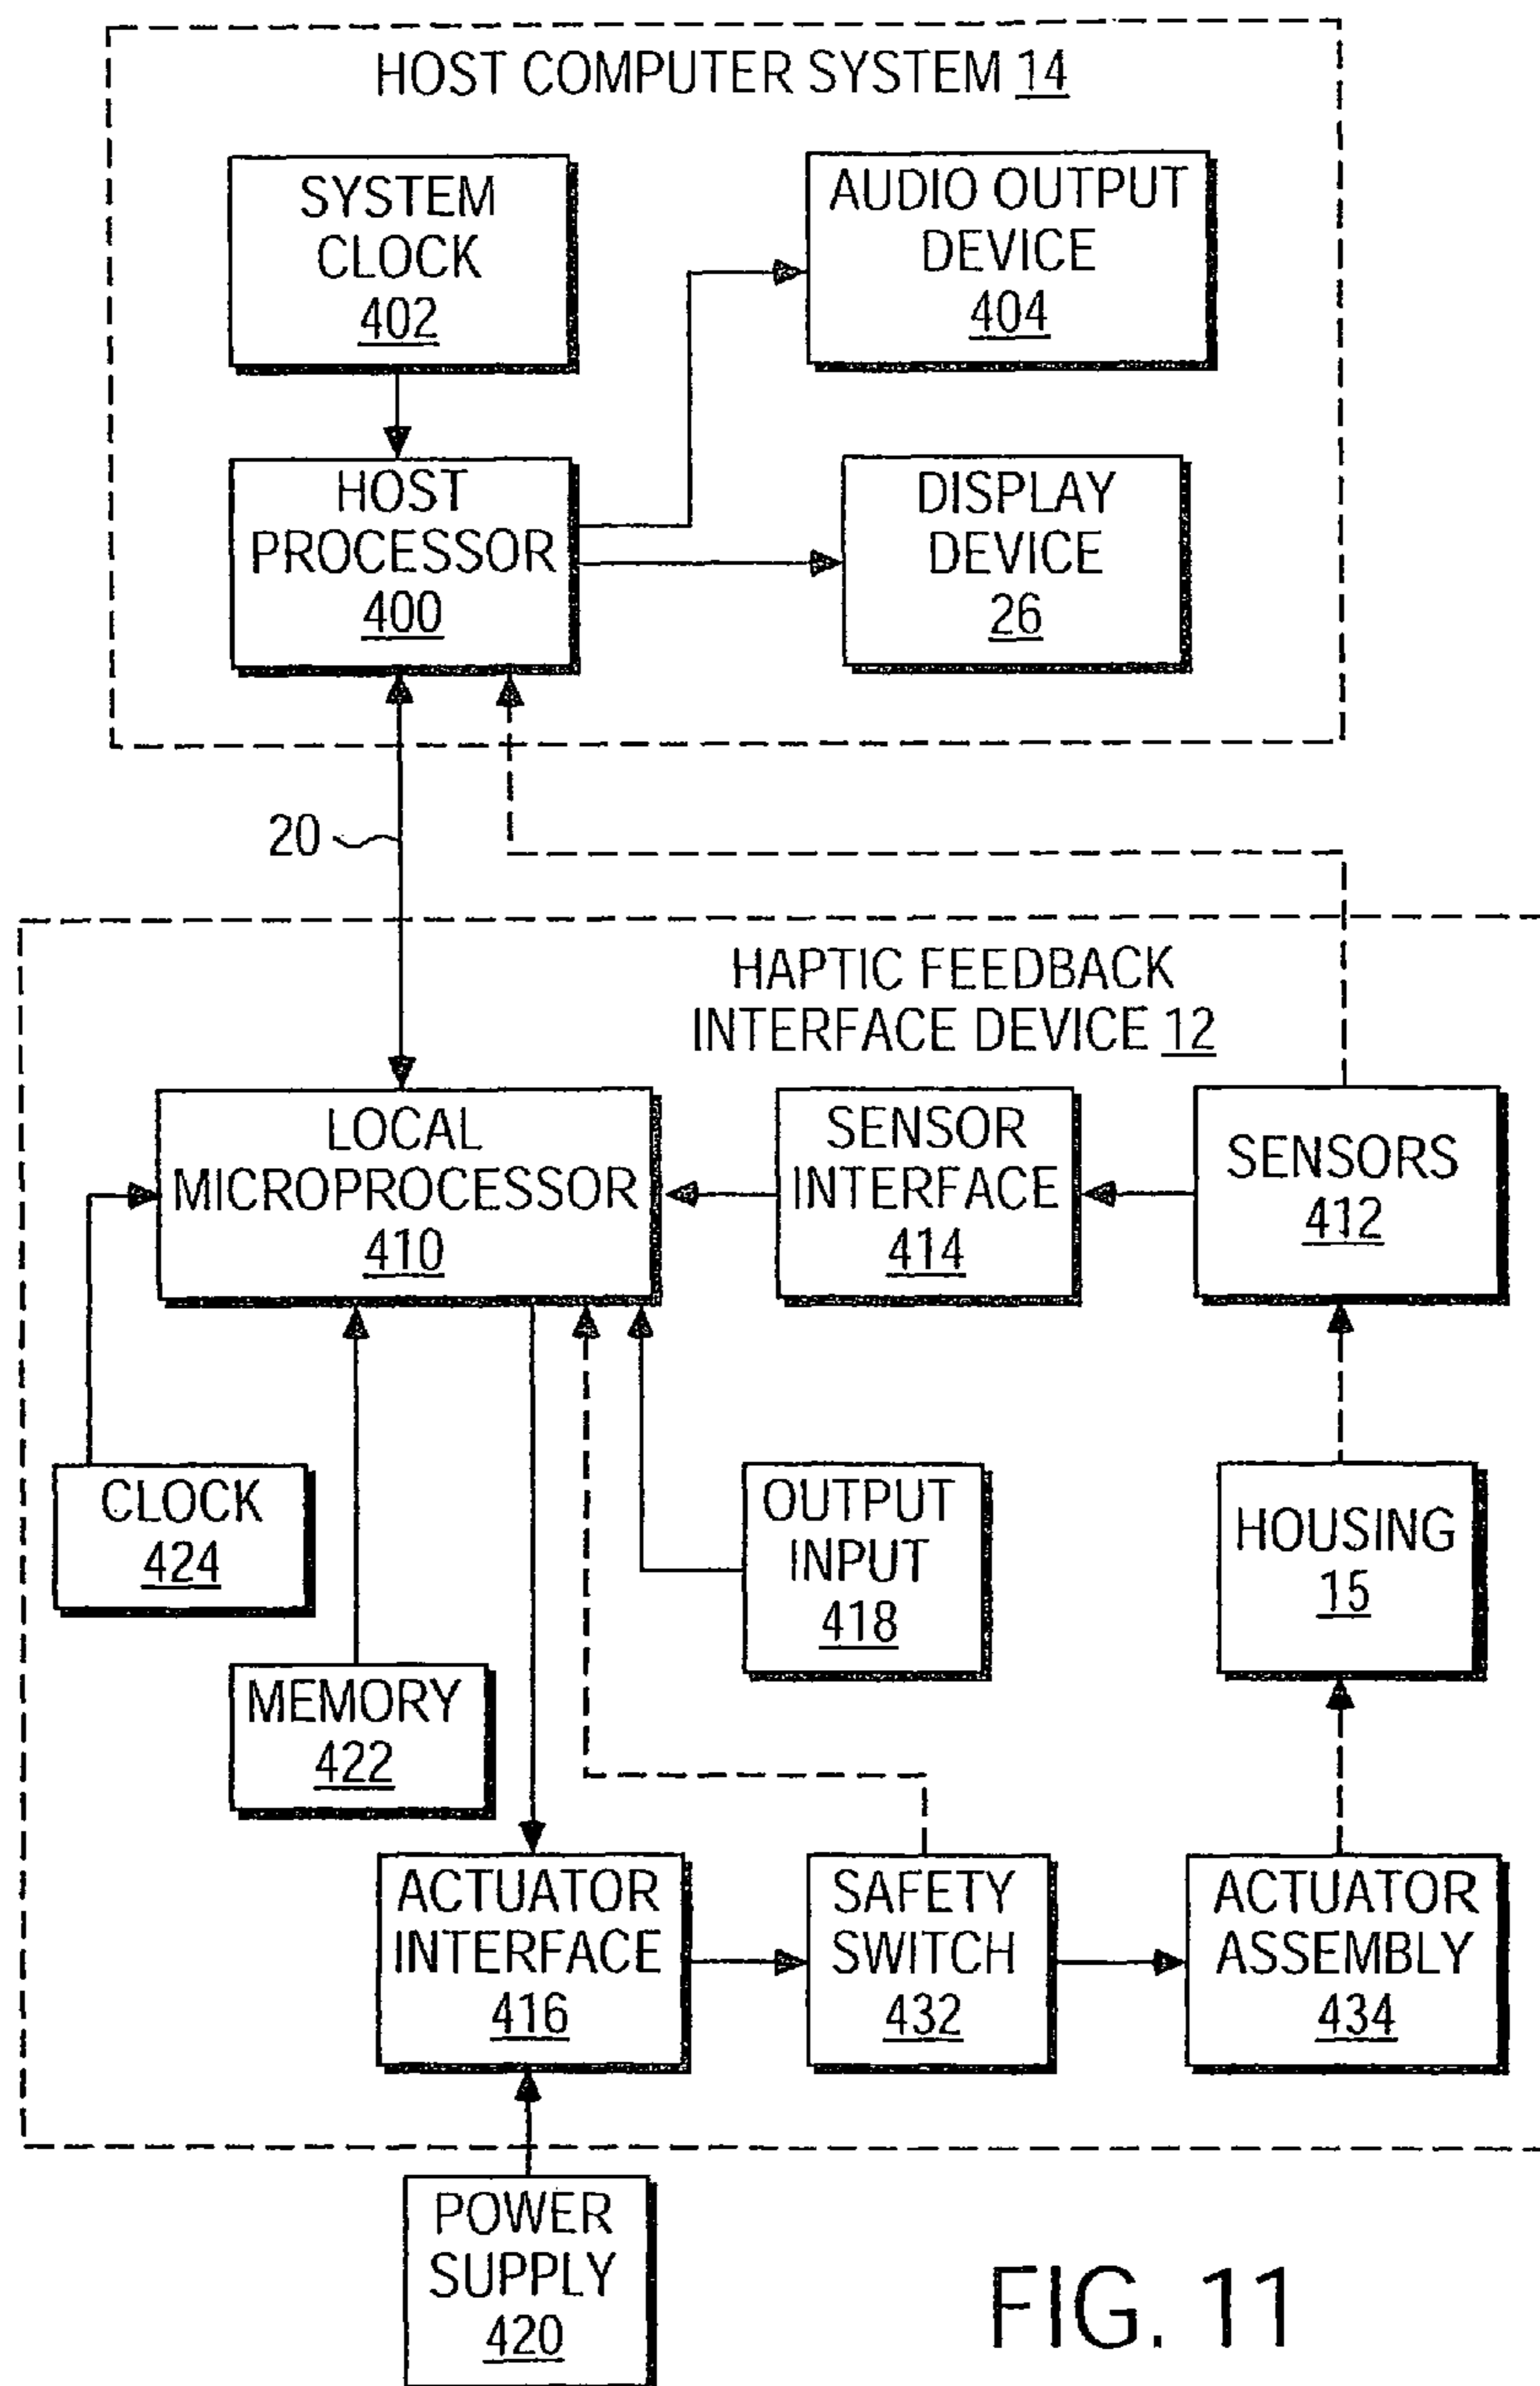 HOST COMPUTER SYSTEM 14
SYSTEM
CLOCK
402
AUDIO OUTPUT
DEVICE
404
HOST
PROCESSOR
400
DISPLAY
DEVICE
26
20
HAPTIC FEEDBACK
INTERFACE DEVICE 12
LOCAL
MICROPROCESSOR
410
SENSOR
INTERFACE
414
SENSORS
412
CLOCK
424
OUTPUT
INPUT
418
HOUSING
15
MEMORY
422
ACTUATOR
INTERFACE
416
SAFETY
SWITCH
432
ACTUATOR
ASSEMBLY
434
POWER
SUPPLY
420
FIG. 11